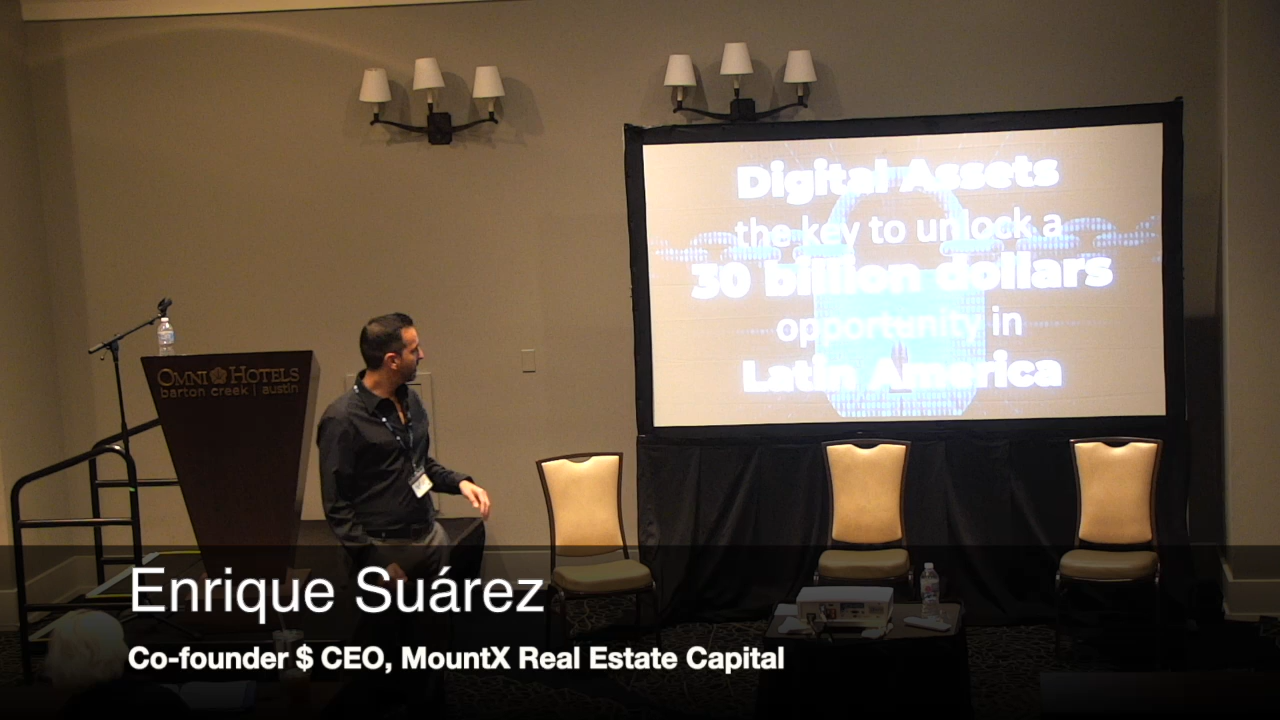 Digital Assets
the key to unlock a
30 billion dollars
opportunity in
Latin America
OMNI HOTELS
barton creek | austin
Enrique Suárez
Co-founder $ CEO, MountX Real Estate Capital